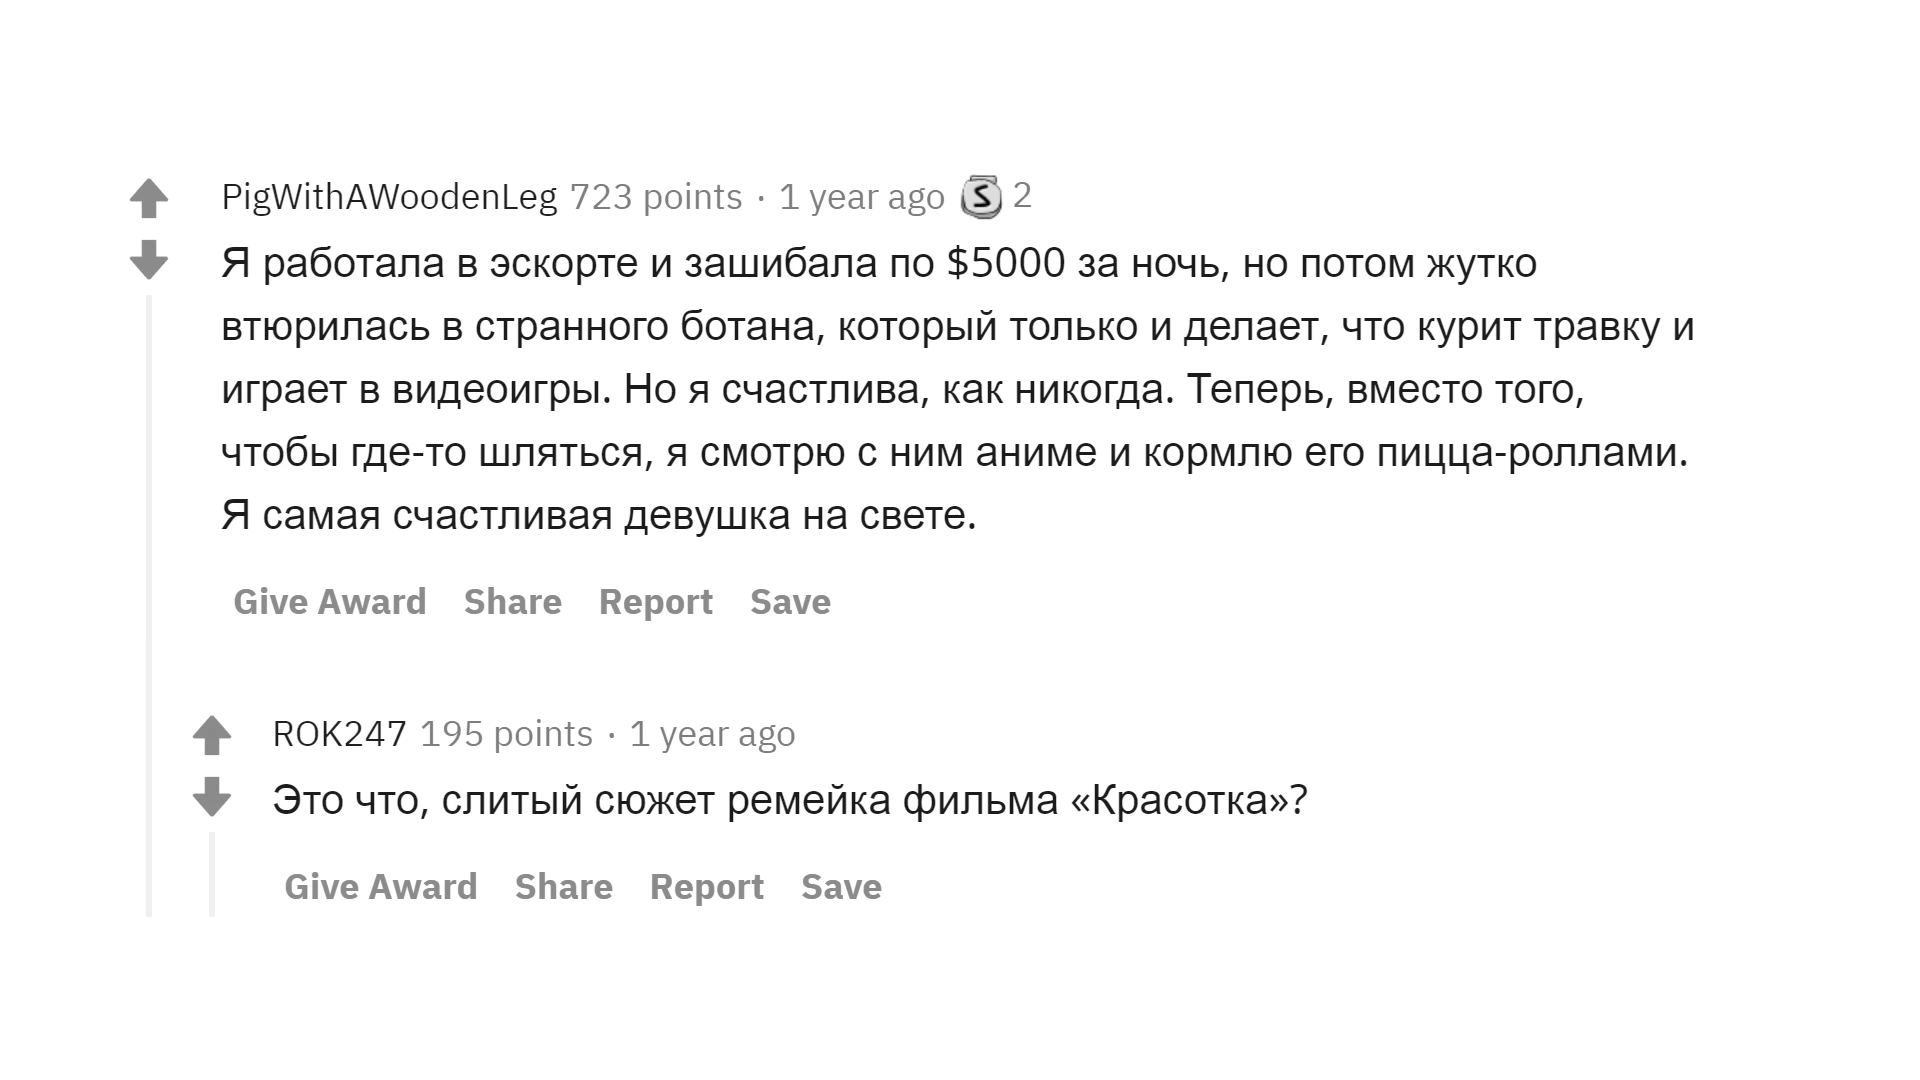 PigWithAWoodenLeg 723 points · 1 year ago S 2
Я работала в эскорте и зашибала по $5000 за ночь, но потом жутко
втюрилась в странного ботана, который только и делает, что курит травку и
играет в видеоигры. Но я счастлива, как никогда. Теперь, вместо того,
чтобы где-то шляться, я смотрю с ним аниме и кормлю его пицца-роллами.
Я самая счастливая девушка на свете.
Give Award Share Report Save
ROK247 195 points · 1 year ago
Это что, слитый сюжет ремейка фильма «Красотка»?
Give Award Share Report Save